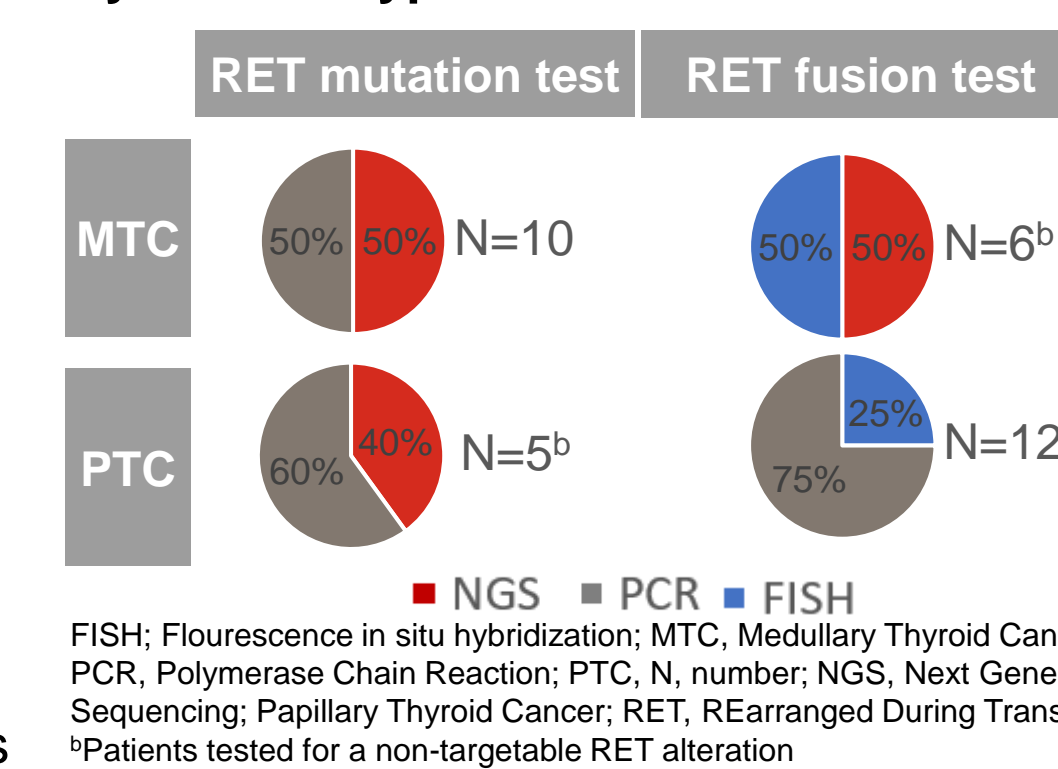 RET mutation test RET fusion test
MTC
50% 50% N=10
50% 50% N=6ᵇ
PTC
60% 40% N=5ᵇ
75% 25% N=12
NGS PCR FISH
FISH; Flourescence in situ hybridization; MTC, Medullary Thyroid Can
PCR, Polymerase Chain Reaction; PTC, N, number; NGS, Next Gene
Sequencing; Papillary Thyroid Cancer; RET, REarranged During Trans
ᵇPatients tested for a non-targetable RET alteration